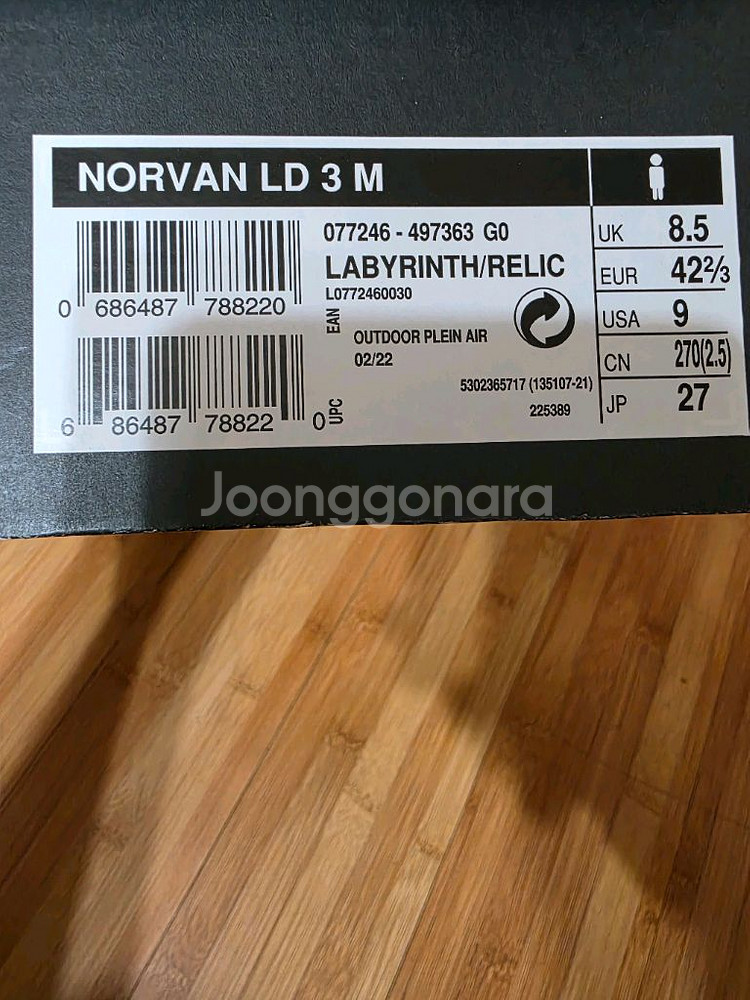 NORVAN LD 3 M
077246 - 497363 G0
LABYRINTH/RELIC
L0772460030
0 686487 788220
EAN
OUTDOOR PLEIN AIR
02/22
5302365717 (135107-21)
225389
6 86487 78822 0
UPC
UK 8.5
EUR 42⅔
USA 9
CN 270(2.5)
JP 27
Joonggonara